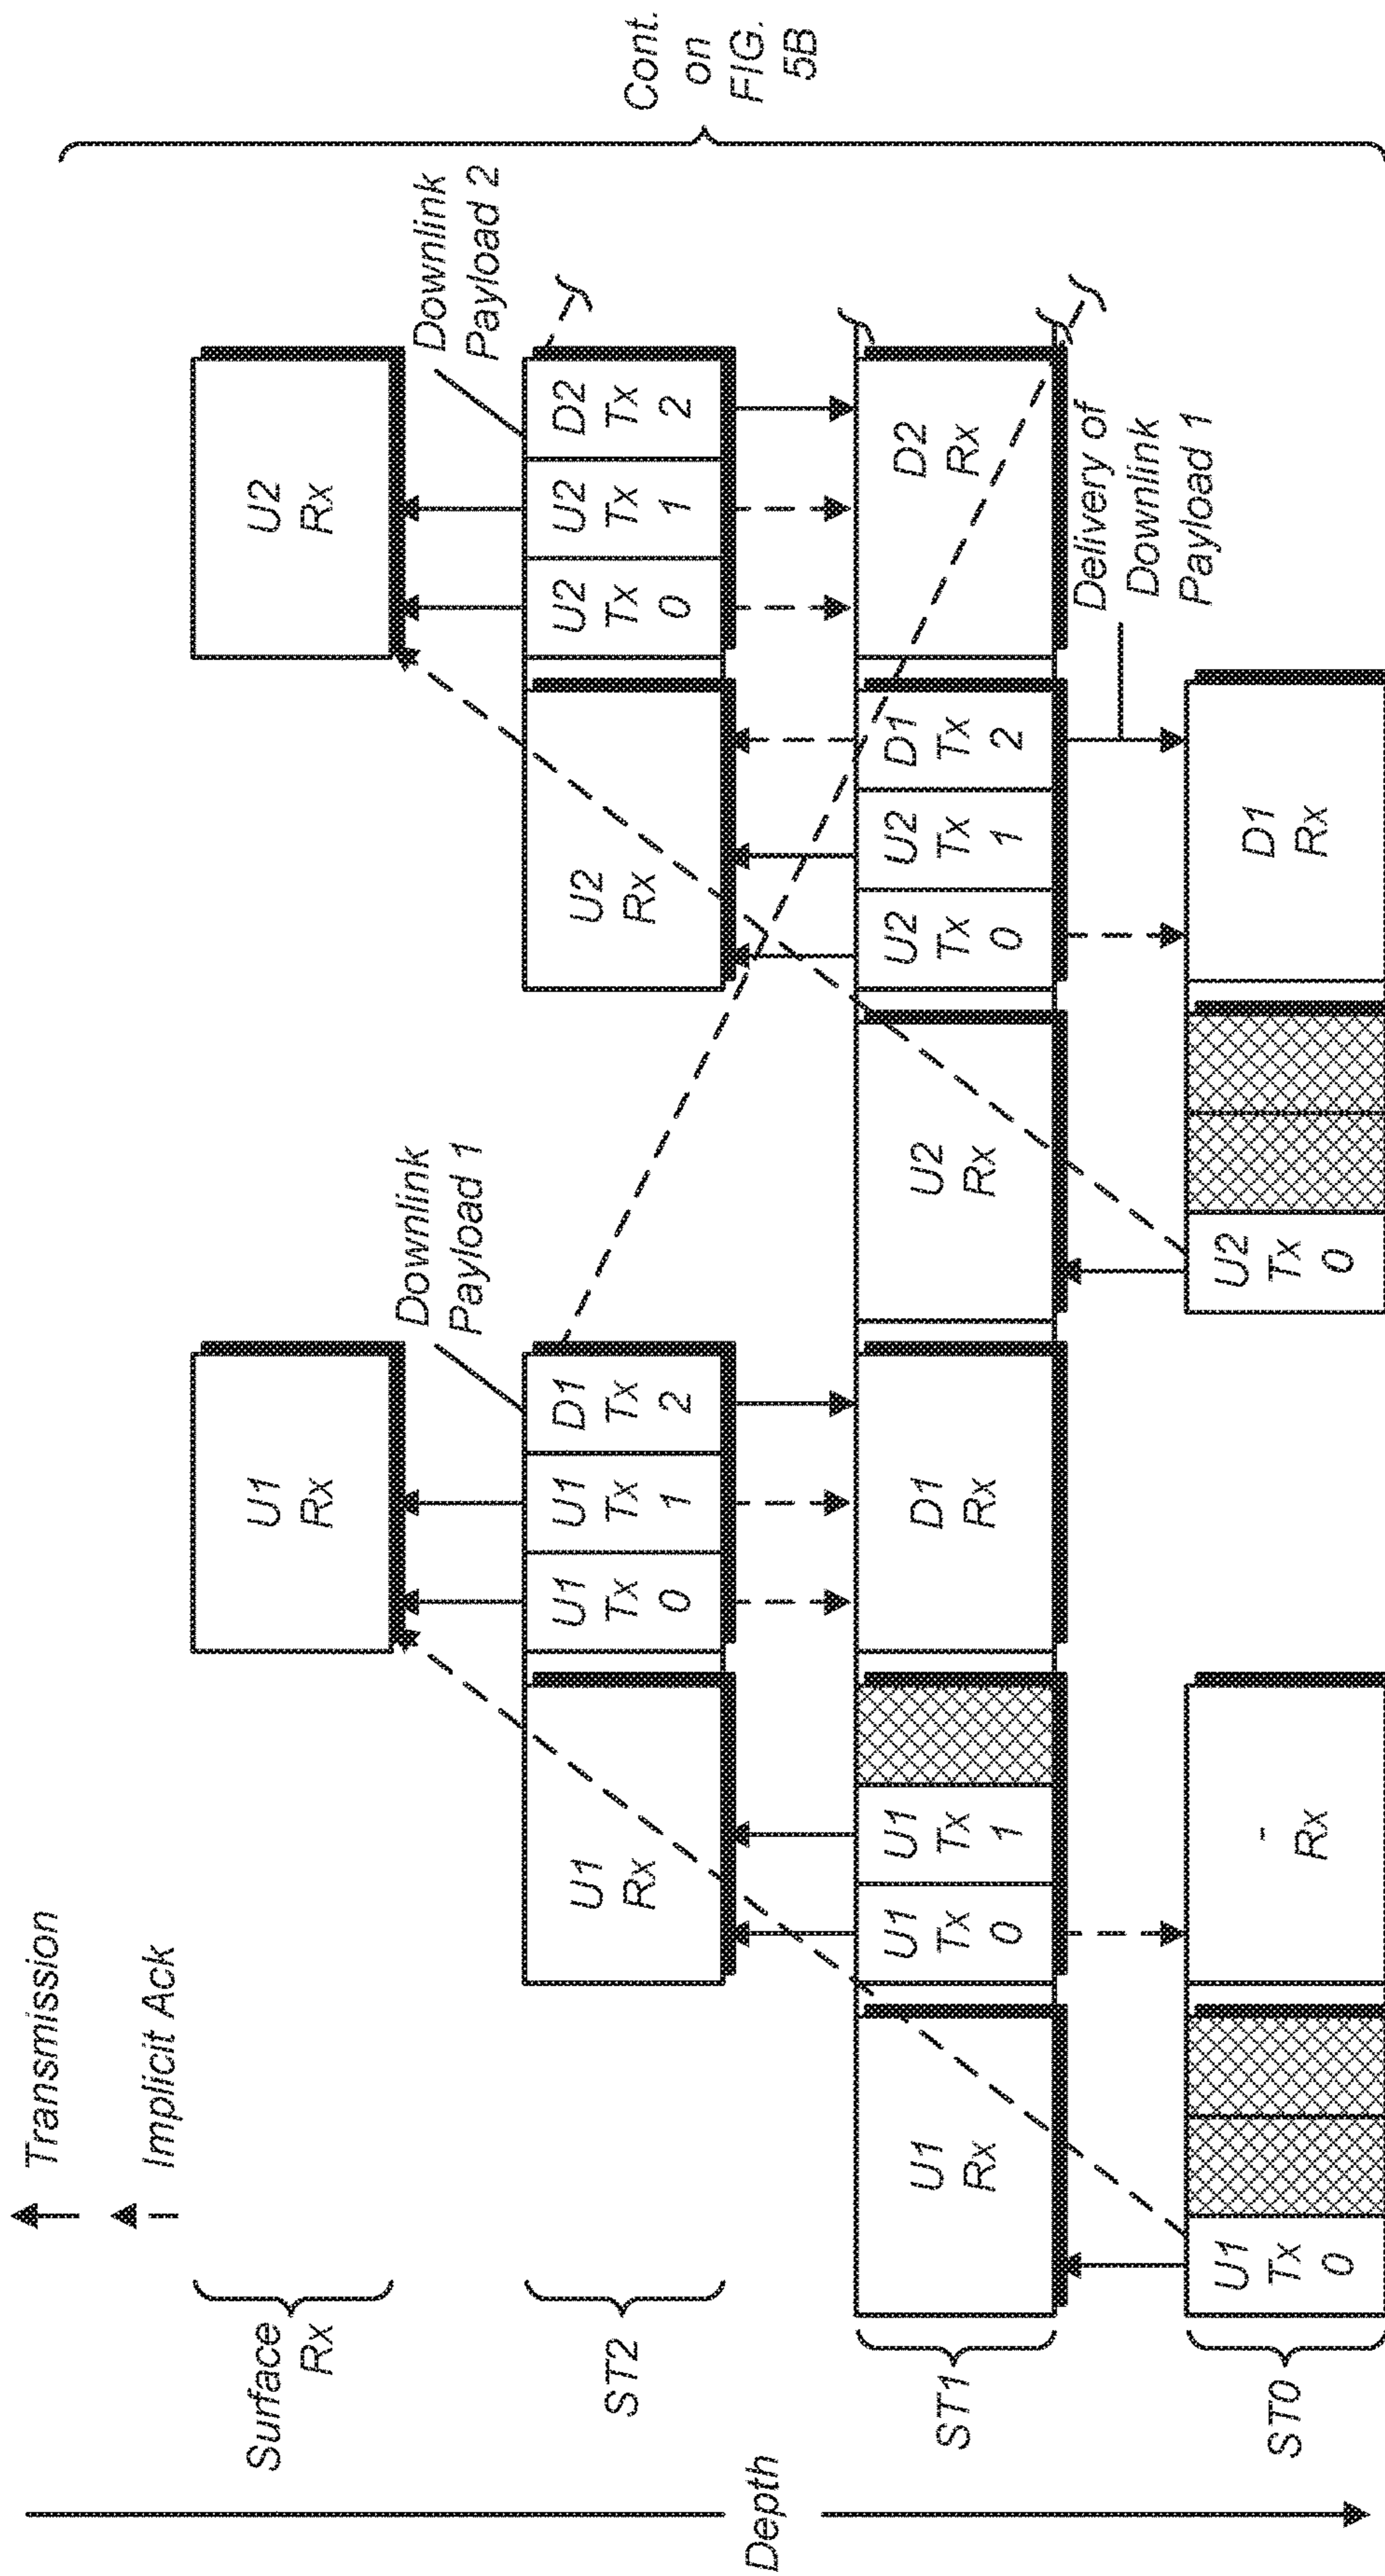 Transmission
Implicit Ack
Depth
Surface
Rx
U1
Rx
U2
Rx
Downlink
Payload 1
Downlink
Payload 2
Cont.
on
FIG.
5B
ST2
U1
Rx
U1
Tx
0
U1
Tx
1
D1
Tx
2
U2
Rx
U2
Tx
0
U2
Tx
1
D2
Tx
2
ST1
U1
Rx
U1
Tx
0
U1
Tx
1
D1
Rx
U2
Rx
U2
Tx
0
U2
Tx
1
D1
Tx
2
D2
Rx
Delivery of
Downlink
Payload 1
ST0
U1
Tx
0
-
Rx
U2
Tx
0
D1
Rx